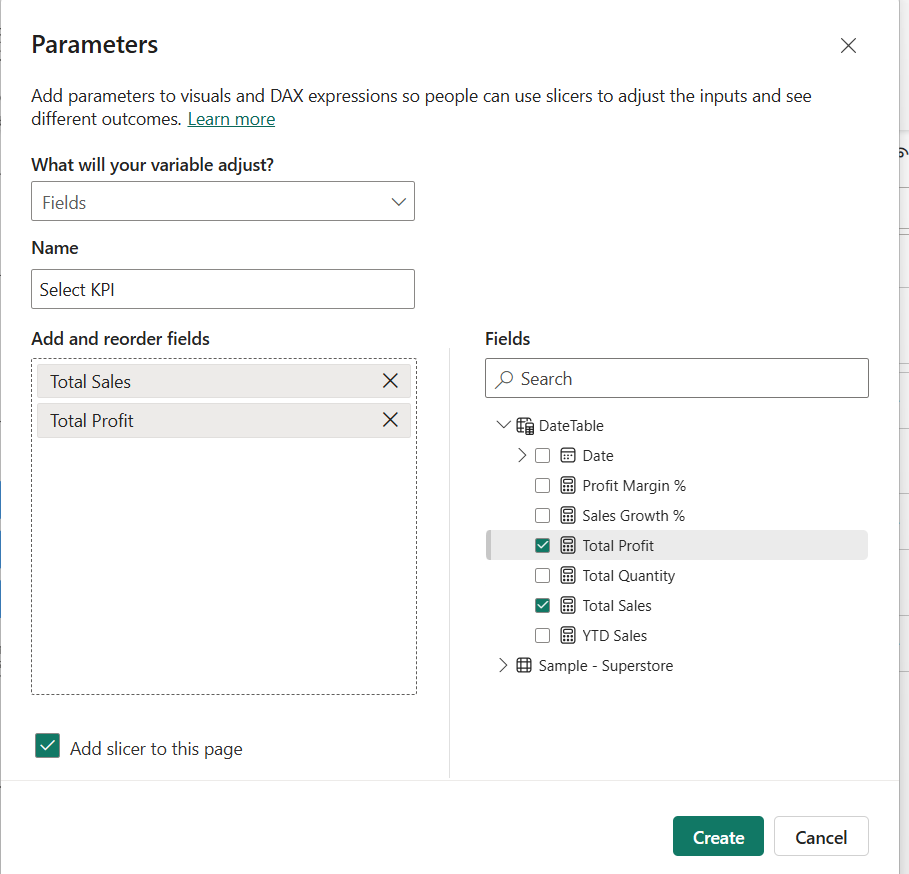 Parameters
Add parameters to visuals and DAX expressions so people can use slicers to adjust the inputs and see
different outcomes. Learn more
What will your variable adjust?
Fields
Name
Select KPI
Add and reorder fields
Total Sales
Total Profit
Add slicer to this page
Fields
Search
DateTable
Date
Profit Margin %
Sales Growth %
Total Profit
Total Quantity
Total Sales
YTD Sales
Sample - Superstore
Create
Cancel